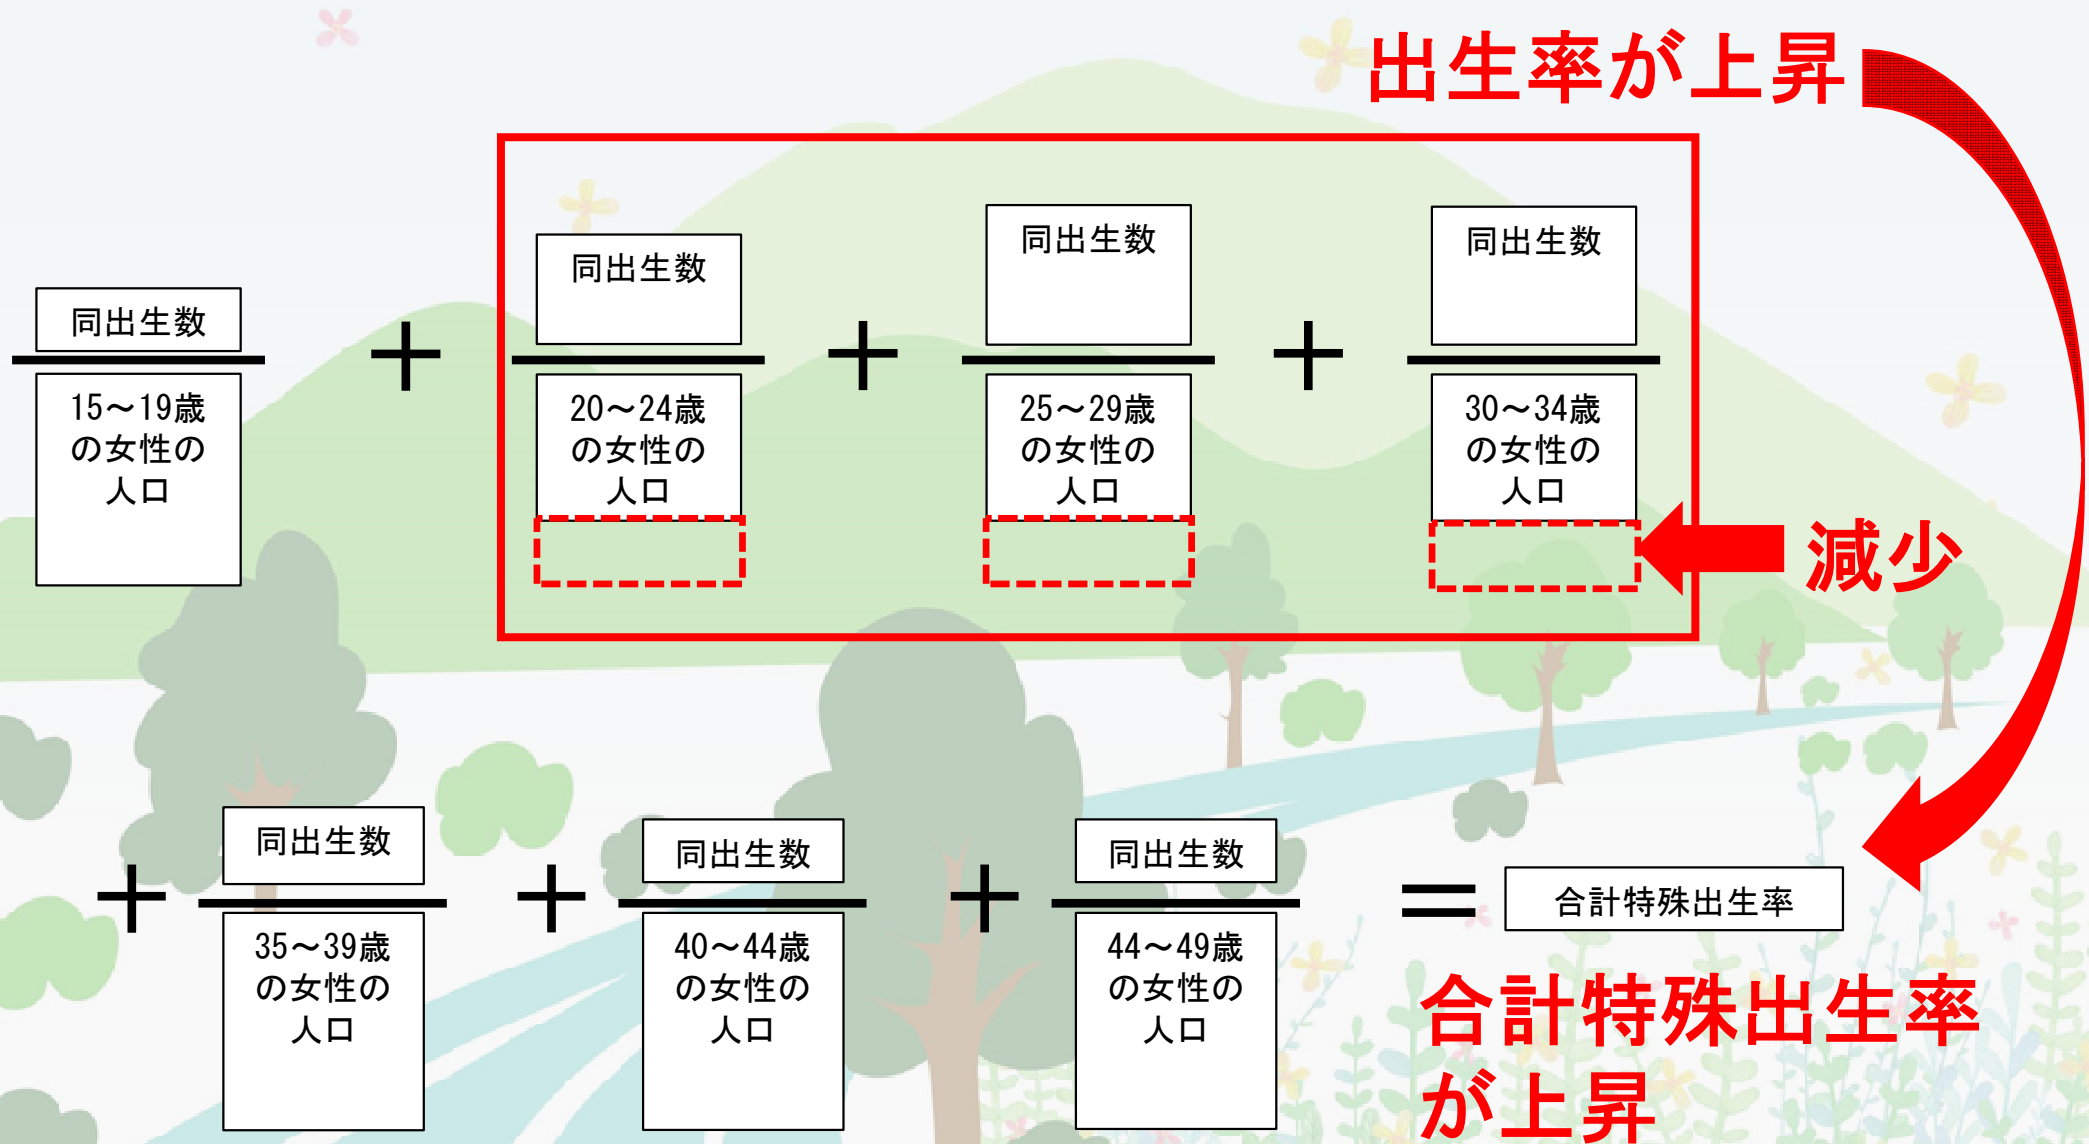 出生率が上昇
同出生数
15～19歳
の女性の
人口
＋
同出生数
20～24歳
の女性の
人口
＋
同出生数
25～29歳
の女性の
人口
＋
同出生数
30～34歳
の女性の
人口
減少
＋
同出生数
35～39歳
の女性の
人口
＋
同出生数
40～44歳
の女性の
人口
＋
同出生数
44～49歳
の女性の
人口
＝
合計特殊出生率
合計特殊出生率
が上昇